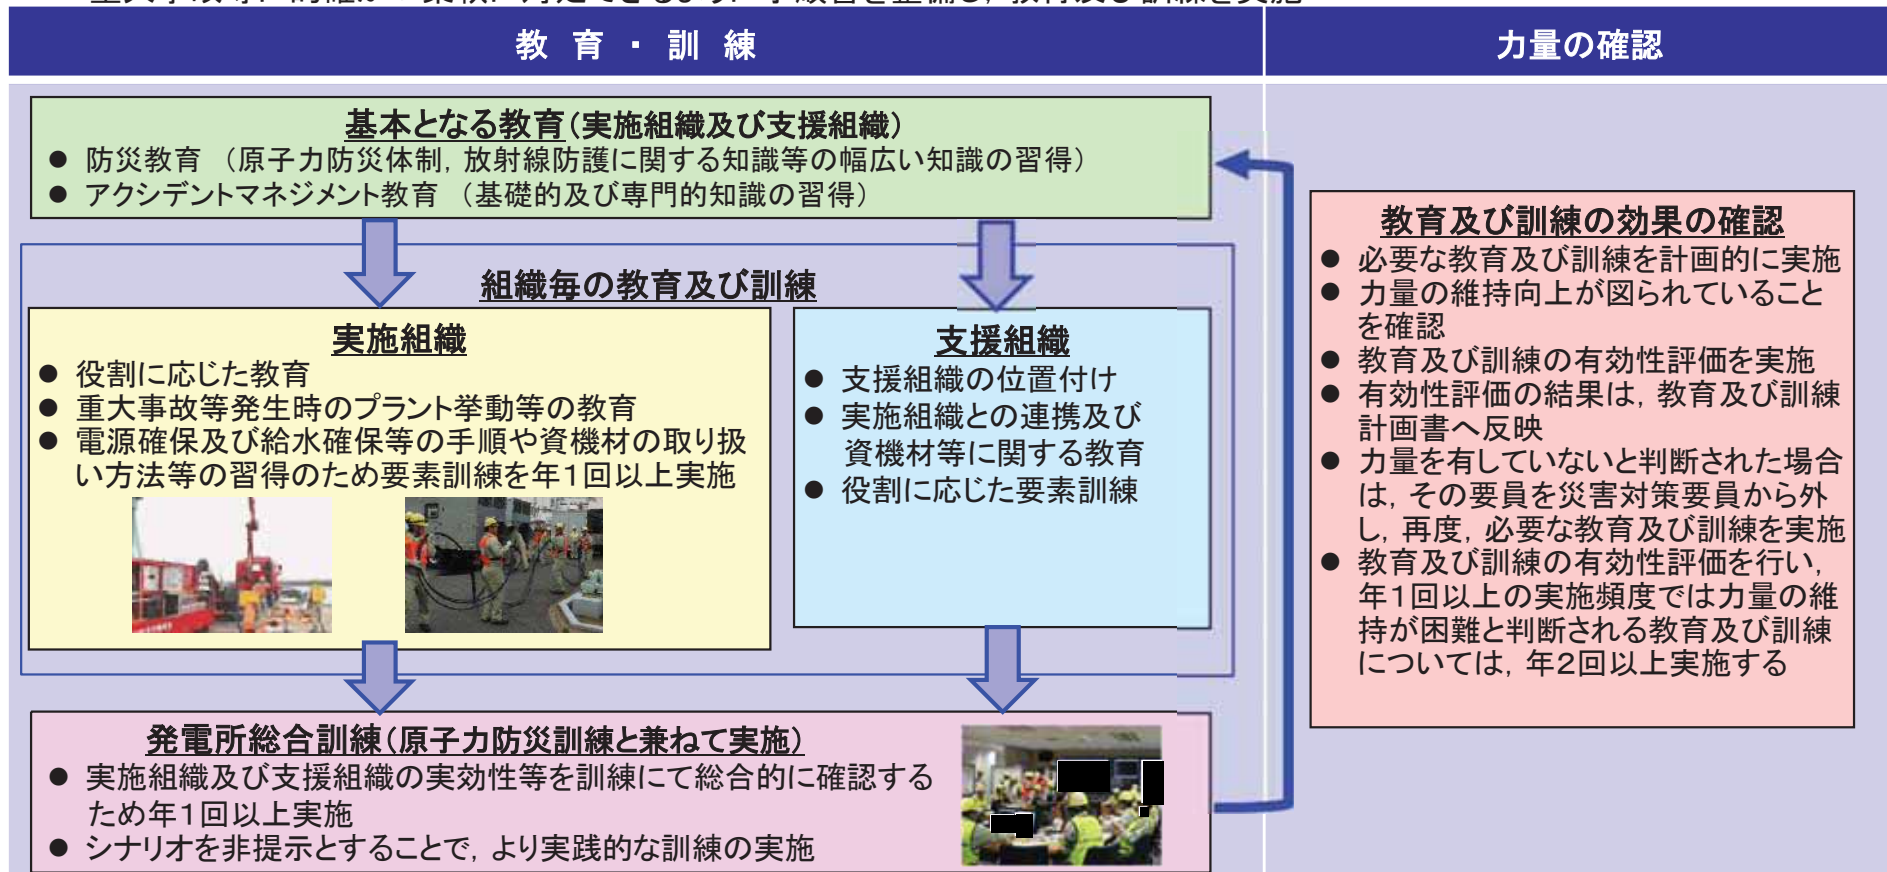 教 育 ・ 訓 練
力量の確認
基本となる教育(実施組織及び支援組織)
● 防災教育 (原子力防災体制, 放射線防護に関する知識等の幅広い知識の習得)
● アクシデントマネジメント教育 (基礎的及び専門的知識の習得)
組織毎の教育及び訓練
実施組織
● 役割に応じた教育
● 重大事故等発生時のプラント挙動等の教育
● 電源確保及び給水確保等の手順や資機材の取り扱
い方法等の習得のため要素訓練を年1回以上実施
支援組織
● 支援組織の位置付け
● 実施組織との連携及び
資機材等に関する教育
● 役割に応じた要素訓練
発電所総合訓練(原子力防災訓練と兼ねて実施)
● 実施組織及び支援組織の実効性等を訓練にて総合的に確認する
ため年1回以上実施
● シナリオを非提示とすることで, より実践的な訓練の実施
教育及び訓練の効果の確認
● 必要な教育及び訓練を計画的に実施
● 力量の維持向上が図られていること
を確認
● 教育及び訓練の有効性評価を実施
● 有効性評価の結果は, 教育及び訓練
計画書へ反映
● 力量を有していないと判断された場合
は, その要員を災害対策要員から外
し, 再度, 必要な教育及び訓練を実施
● 教育及び訓練の有効性評価を行い,
年1回以上の実施頻度では力量の維
持が困難と判断される教育及び訓練
については, 年2回以上実施する